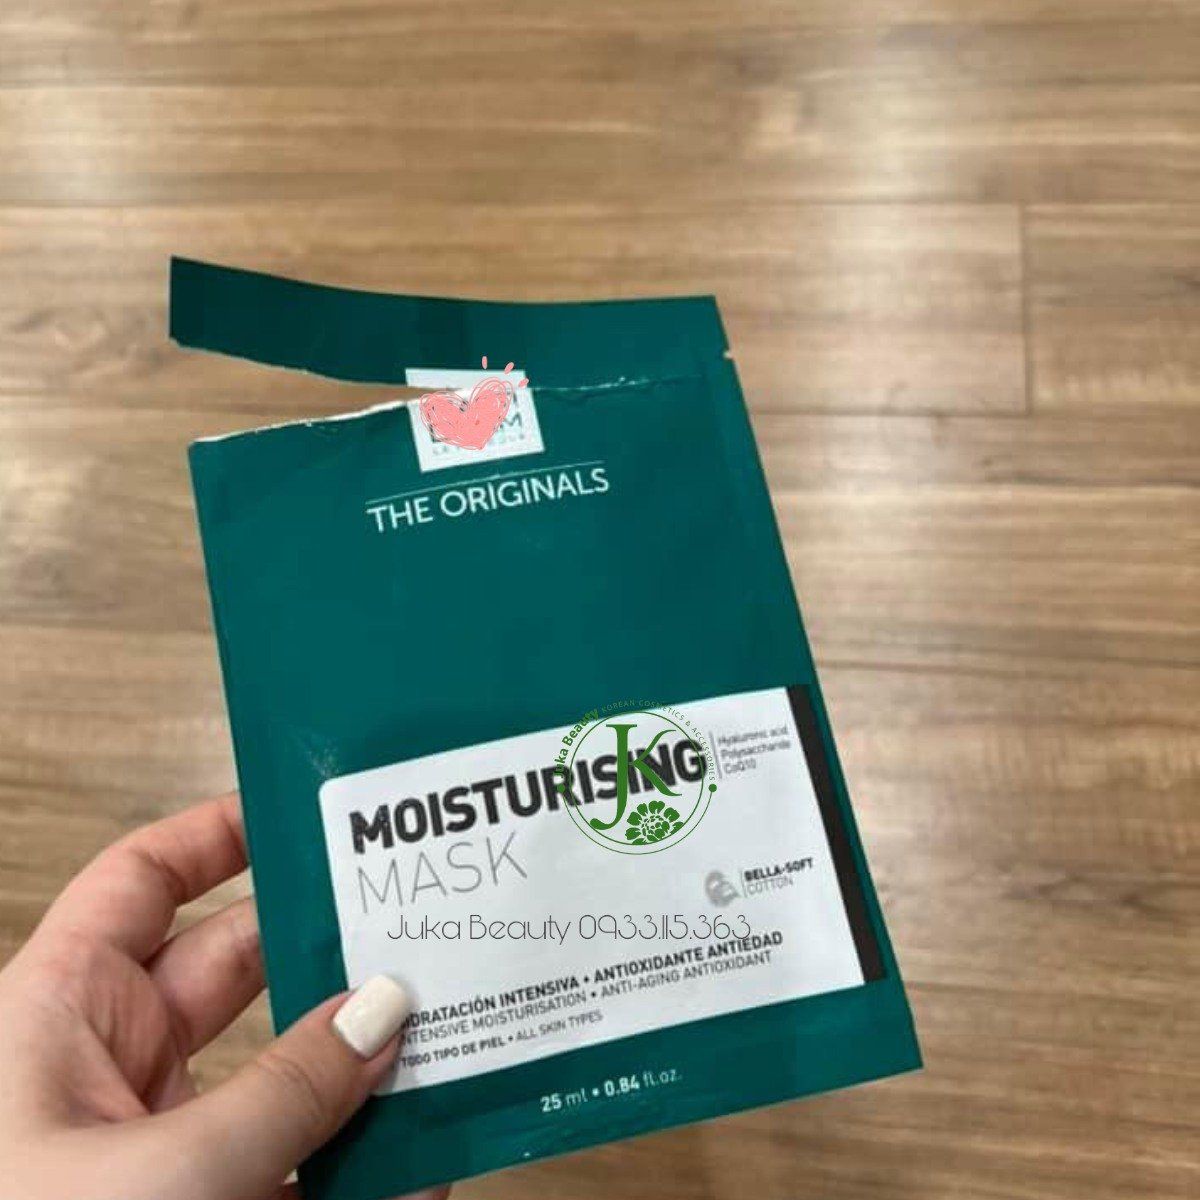 THE ORIGINALS
MOISTURISING
MASK
Hyaluronic acid
Polysaccharide
CoQ10
Juka Beauty KOREAN COSMETICS & ACCESSORIES
JK
BELLA-SOFT
COTTON
Juka Beauty 0933.115.363
HIDRATACIÓN INTENSIVA • ANTIOXIDANTE ANTIEDAD
INTENSIVE MOISTURISATION • ANTI-AGING ANTIOXIDANT
TODO TIPO DE PIEL • ALL SKIN TYPES
25 ml • 0.84 fl.oz.